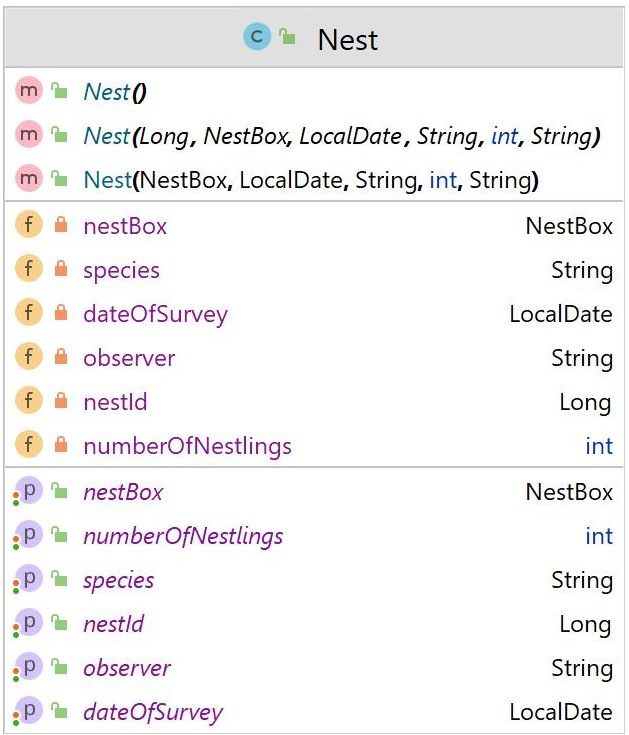 C Nest
m Nest()
m Nest(Long, NestBox, LocalDate, String, int, String)
m Nest(NestBox, LocalDate, String, int, String)
f nestBox NestBox
f species String
f dateOfSurvey LocalDate
f observer String
f nestId Long
f numberOfNestlings int
p nestBox NestBox
p numberOfNestlings int
p species String
p nestId Long
p observer String
p dateOfSurvey LocalDate